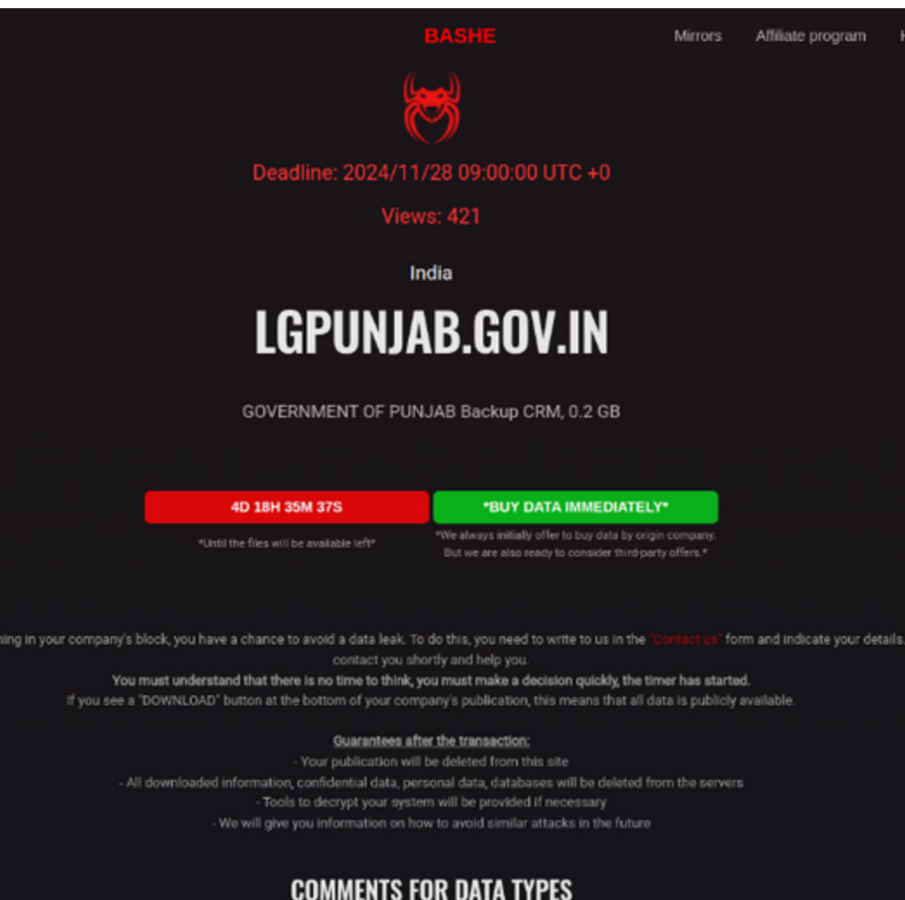 BASHE
Mirrors
Affiliate program
Deadline: 2024/11/28 09:00:00 UTC +0
Views: 421
India
LGPUNJAB.GOV.IN
GOVERNMENT OF PUNJAB Backup CRM, 0.2 GB
4D 18H 35M 37S
*BUY DATA IMMEDIATELY*
*Until the files will be available left*
*We always initially offer to buy data by origin company.
But we are also ready to consider third-party offers.*
in your company's block, you have a chance to avoid a data leak. To do this, you need to write to us in the "Contact us" form and indicate your details.
contact you shortly and help you.
You must understand that there is no time to think, you must make a decision quickly, the timer has started.
If you see a "DOWNLOAD" button at the bottom of your company's publication, this means that all data is publicly available.
Guarantees after the transaction:
- Your publication will be deleted from this site
- All downloaded information, confidential data, personal data, databases will be deleted from the servers
- Tools to decrypt your system will be provided if necessary
- We will give you information on how to avoid similar attacks in the future
COMMENTS FOR DATA TYPES